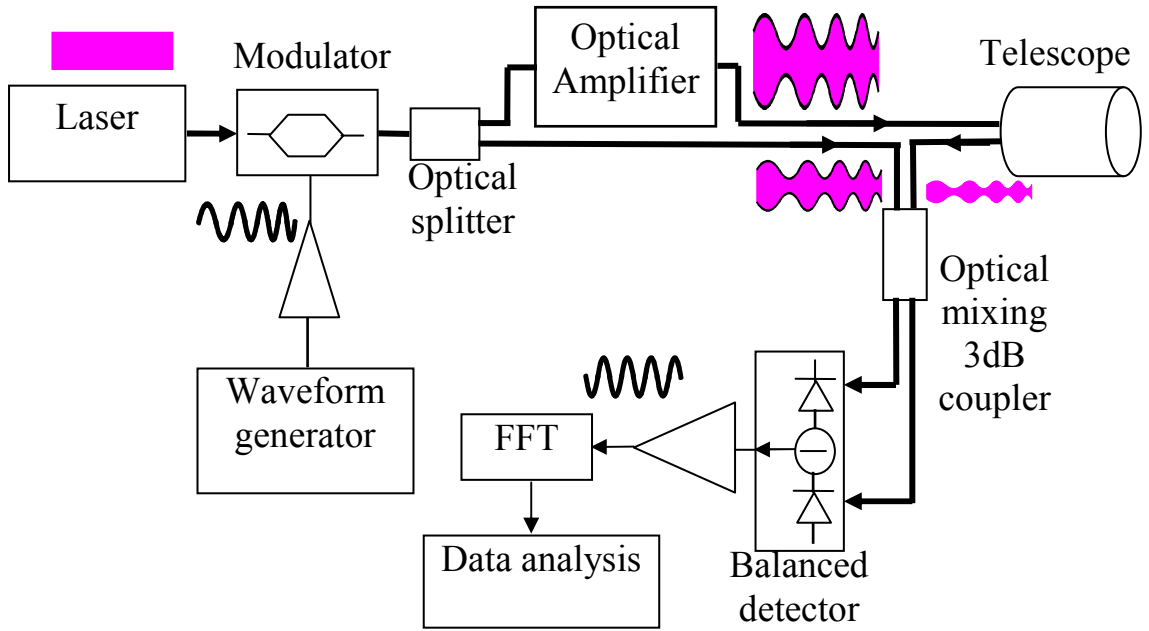 Optical
Amplifier
Telescope
Modulator
Laser
Optical
splitter
Optical
mixing
3dB
coupler
Waveform
generator
FFT
Data analysis
Balanced
detector